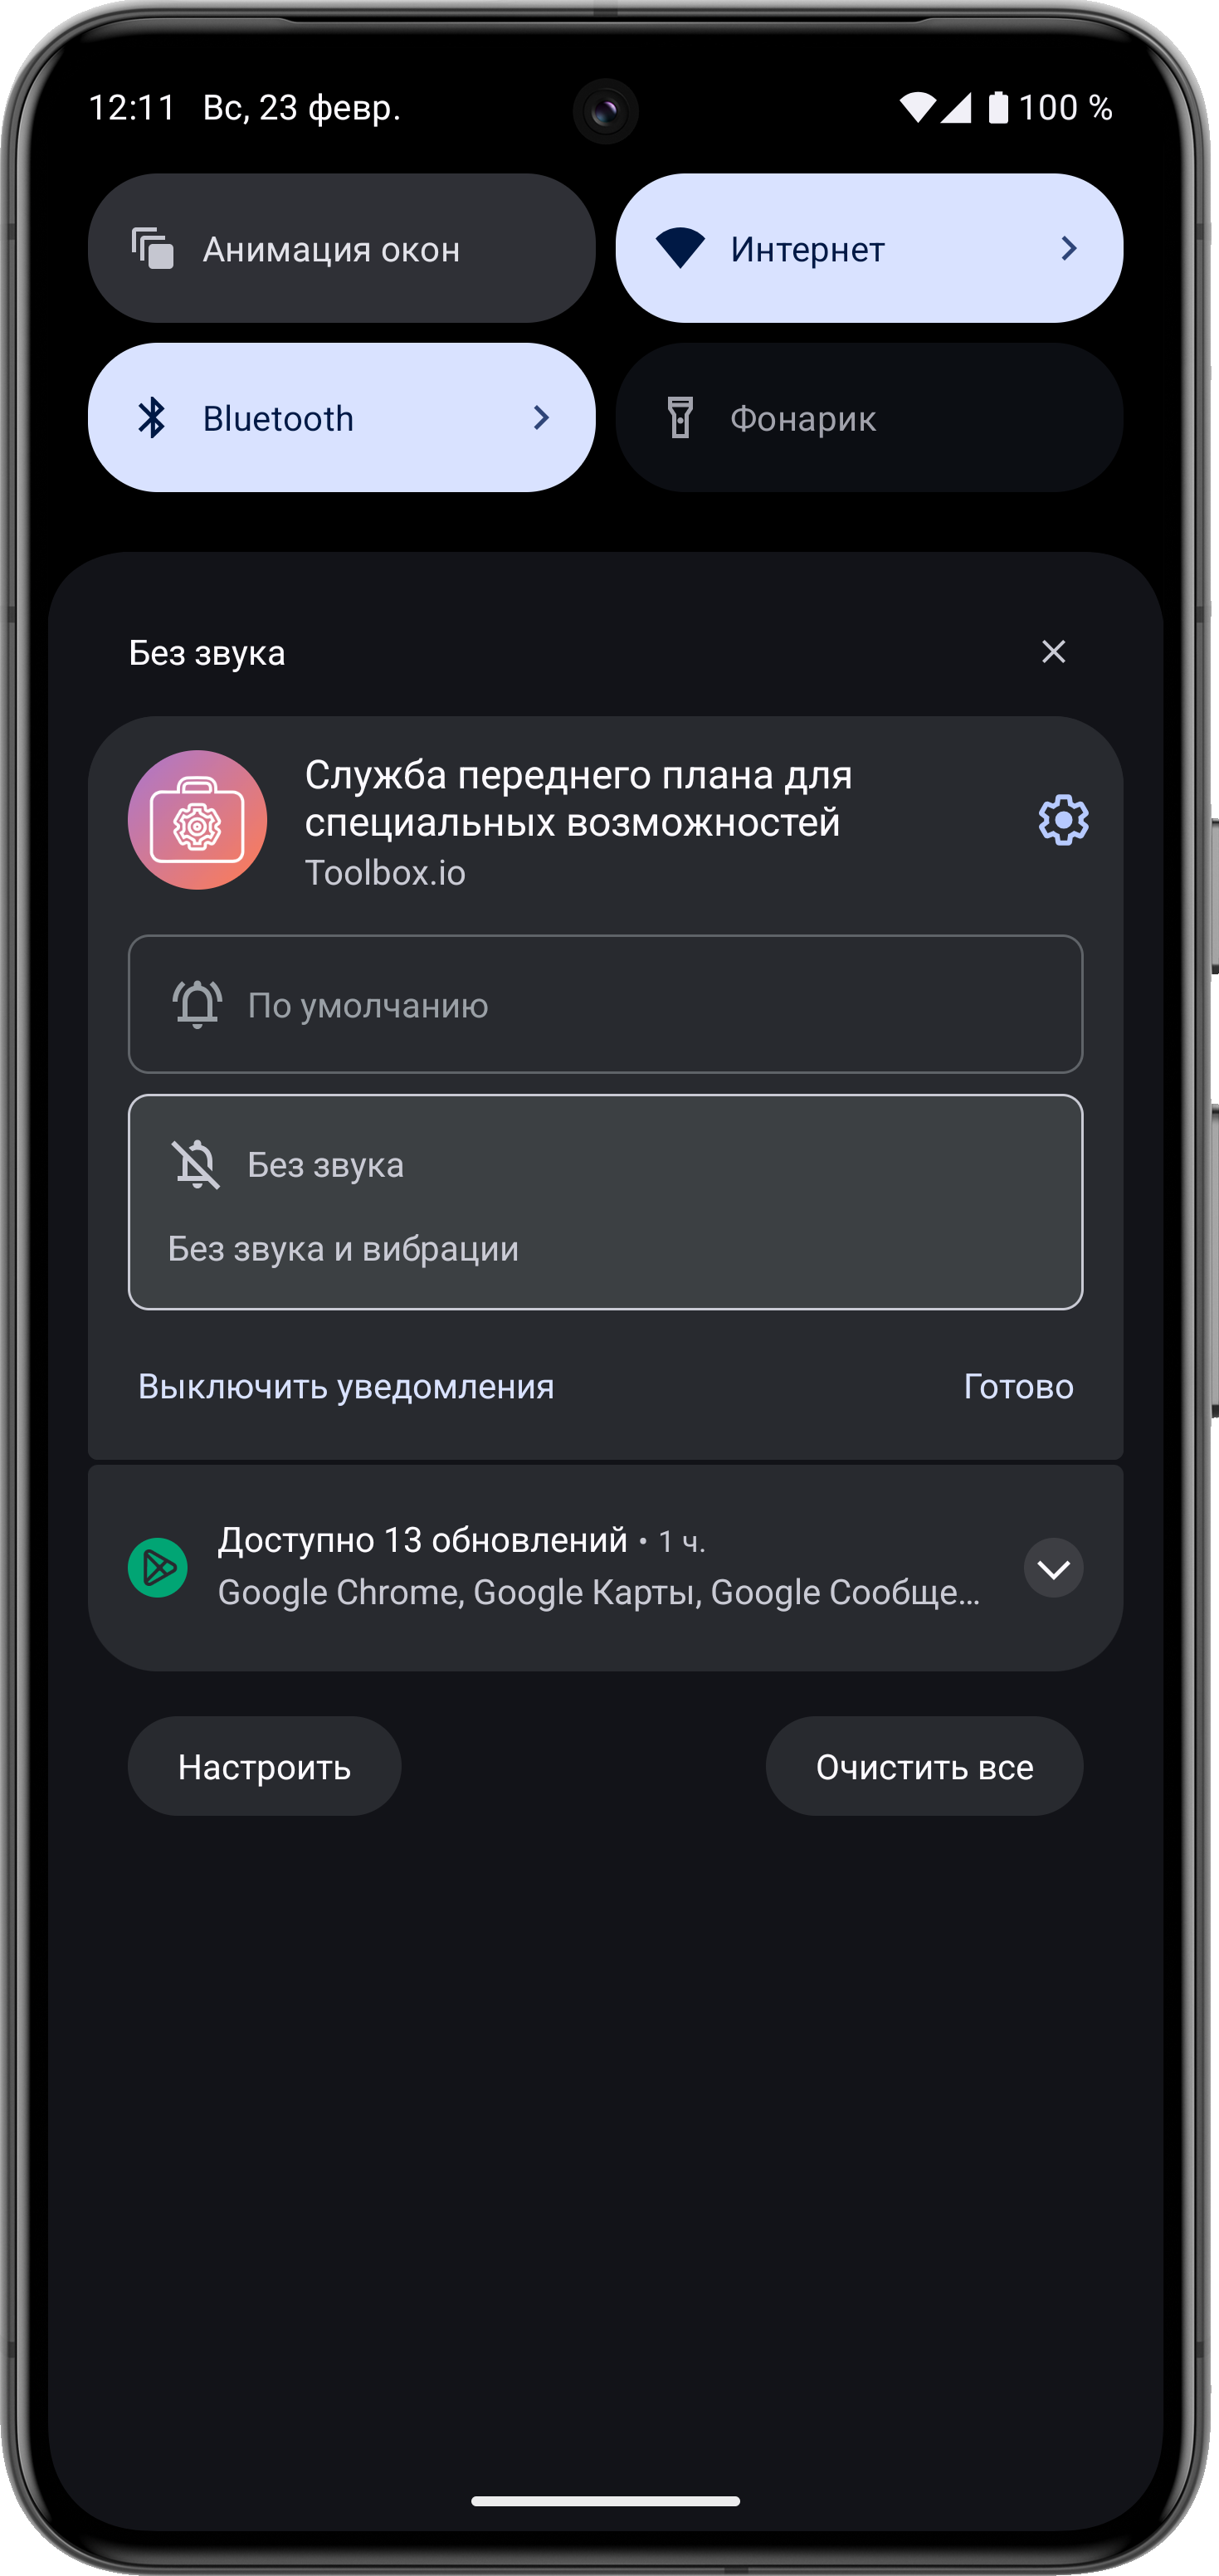 12:11 Вс, 23 февр.
100 %
Анимация окон
Интернет
Bluetooth
Фонарик
Без звука
Служба переднего плана для
специальных возможностей
Toolbox.io
По умолчанию
Без звука
Без звука и вибрации
Выключить уведомления
Готово
Доступно 13 обновлений • 1 ч.
Google Chrome, Google Карты, Google Сообще...
Настроить
Очистить все